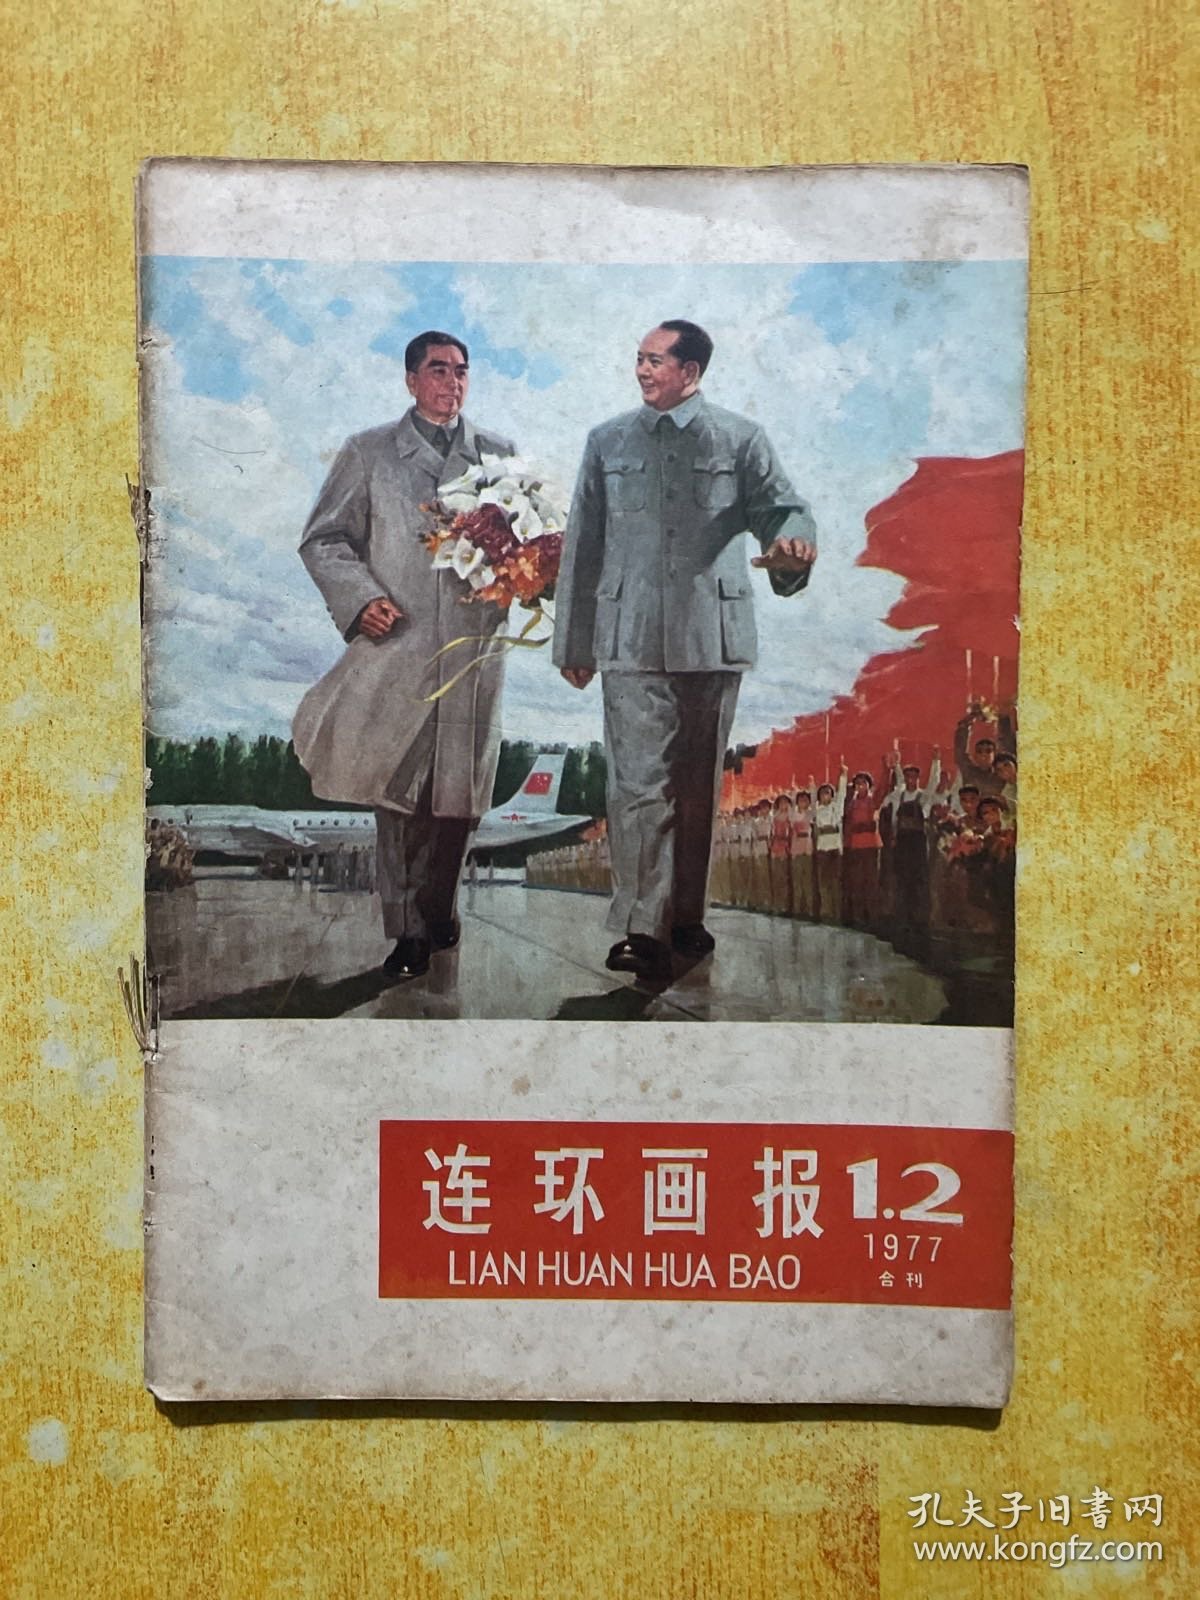 连环画报 1.2
LIAN HUAN HUA BAO 1977
合刊
孔夫子旧書网
www.kongfz.com